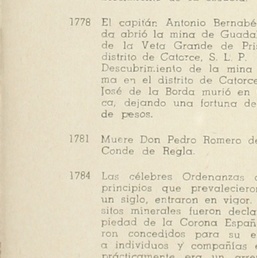 1778 El capitán Antonio Bernabé
da abrió la mina de Guada
de la Veta Grande de Pri
distrito de Catorce, S. L. P.
Descubrimiento de la mina
ma en el distrito de Catorce
José de la Borda murió en
ca, dejando una fortuna de
de pesos.
1781 Muere Don Pedro Romero de
Conde de Regla.
1784 Las célebres Ordenanzas d
principios que prevaleciero
un siglo, entraron en vigor.
sitos minerales fueron decla
piedad de la Corona Españ
ron concedidos para su e
a individuos y compañías e